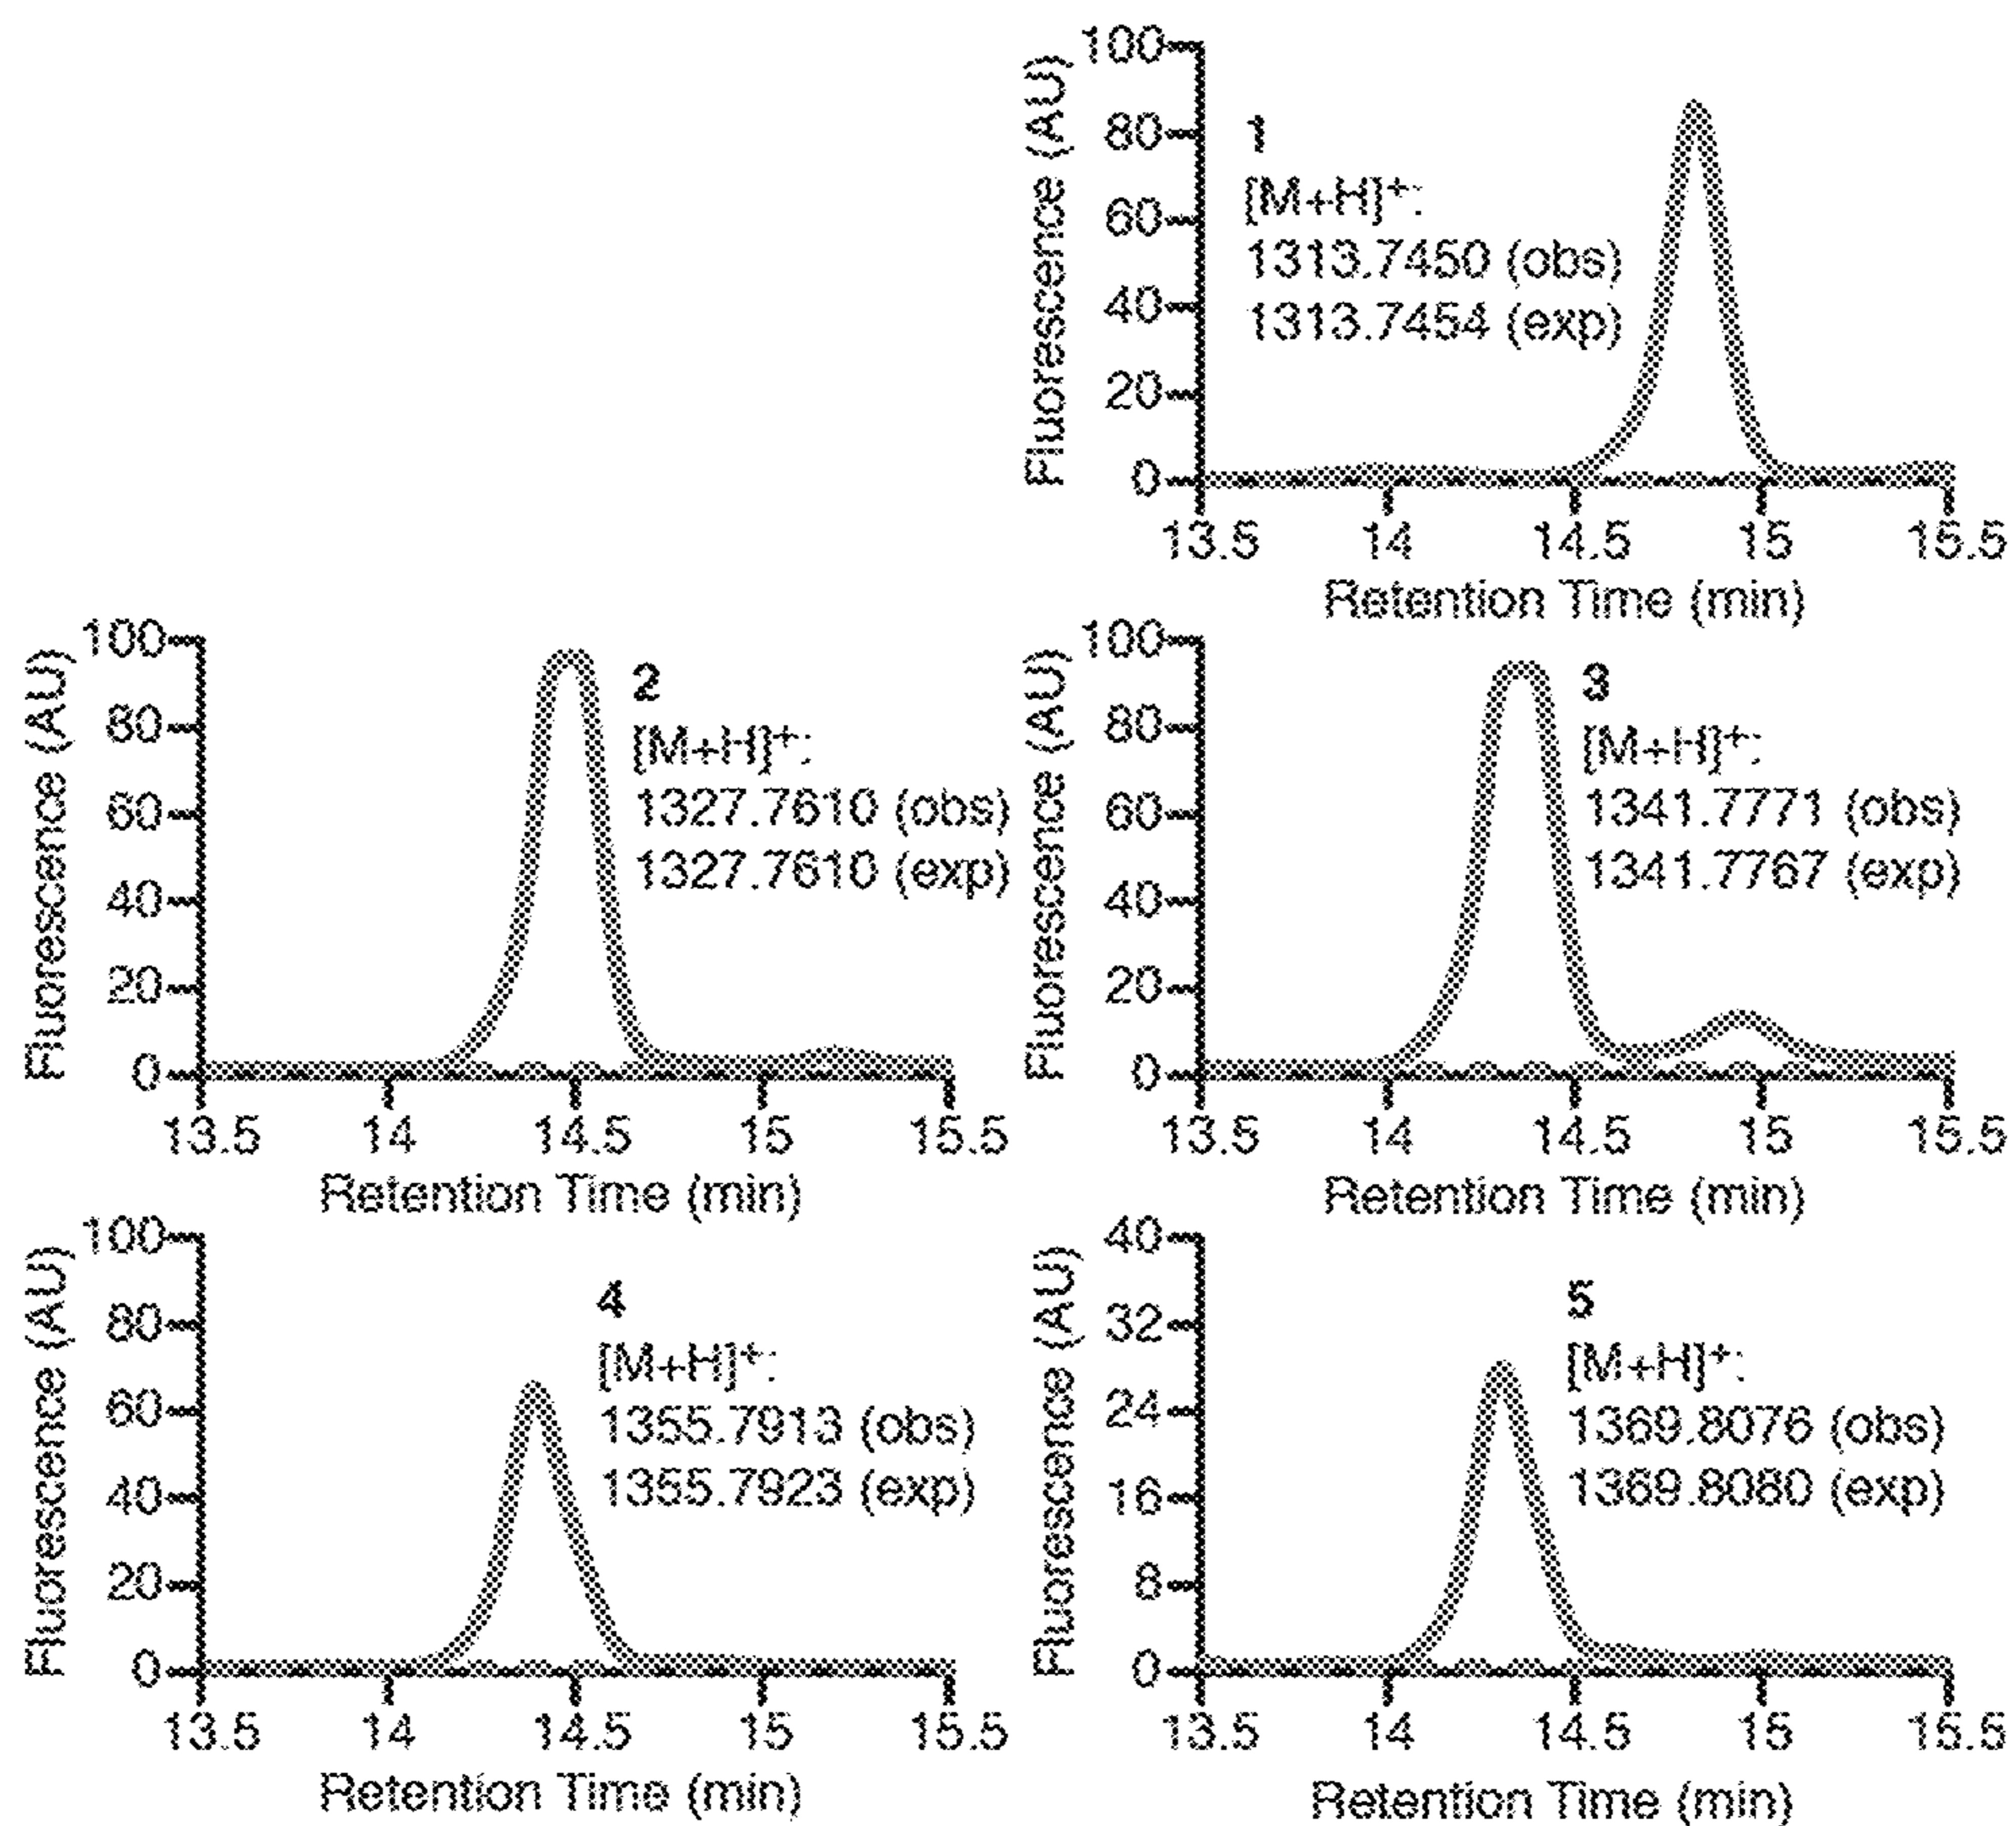 Fluorescence (AU)
100
80
60
40
20
0
1
[M+H]+:
1313.7450 (obs)
1313.7454 (exp)
13.5 14 14.5 15 15.5
Retention Time (min)
Fluorescence (AU)
100
80
60
40
20
0
2
[M+H]+:
1327.7610 (obs)
1327.7610 (exp)
13.5 14 14.5 15 15.5
Retention Time (min)
Fluorescence (AU)
100
80
60
40
20
0
3
[M+H]+:
1341.7771 (obs)
1341.7767 (exp)
13.5 14 14.5 15 15.5
Retention Time (min)
Fluorescence (AU)
100
80
60
40
20
0
4
[M+H]+:
1355.7913 (obs)
1355.7923 (exp)
13.5 14 14.5 15 15.5
Retention Time (min)
Fluorescence (AU)
40
32
24
16
8
0
5
[M+H]+:
1369.8076 (obs)
1369.8080 (exp)
13.5 14 14.5 15 15.5
Retention Time (min)